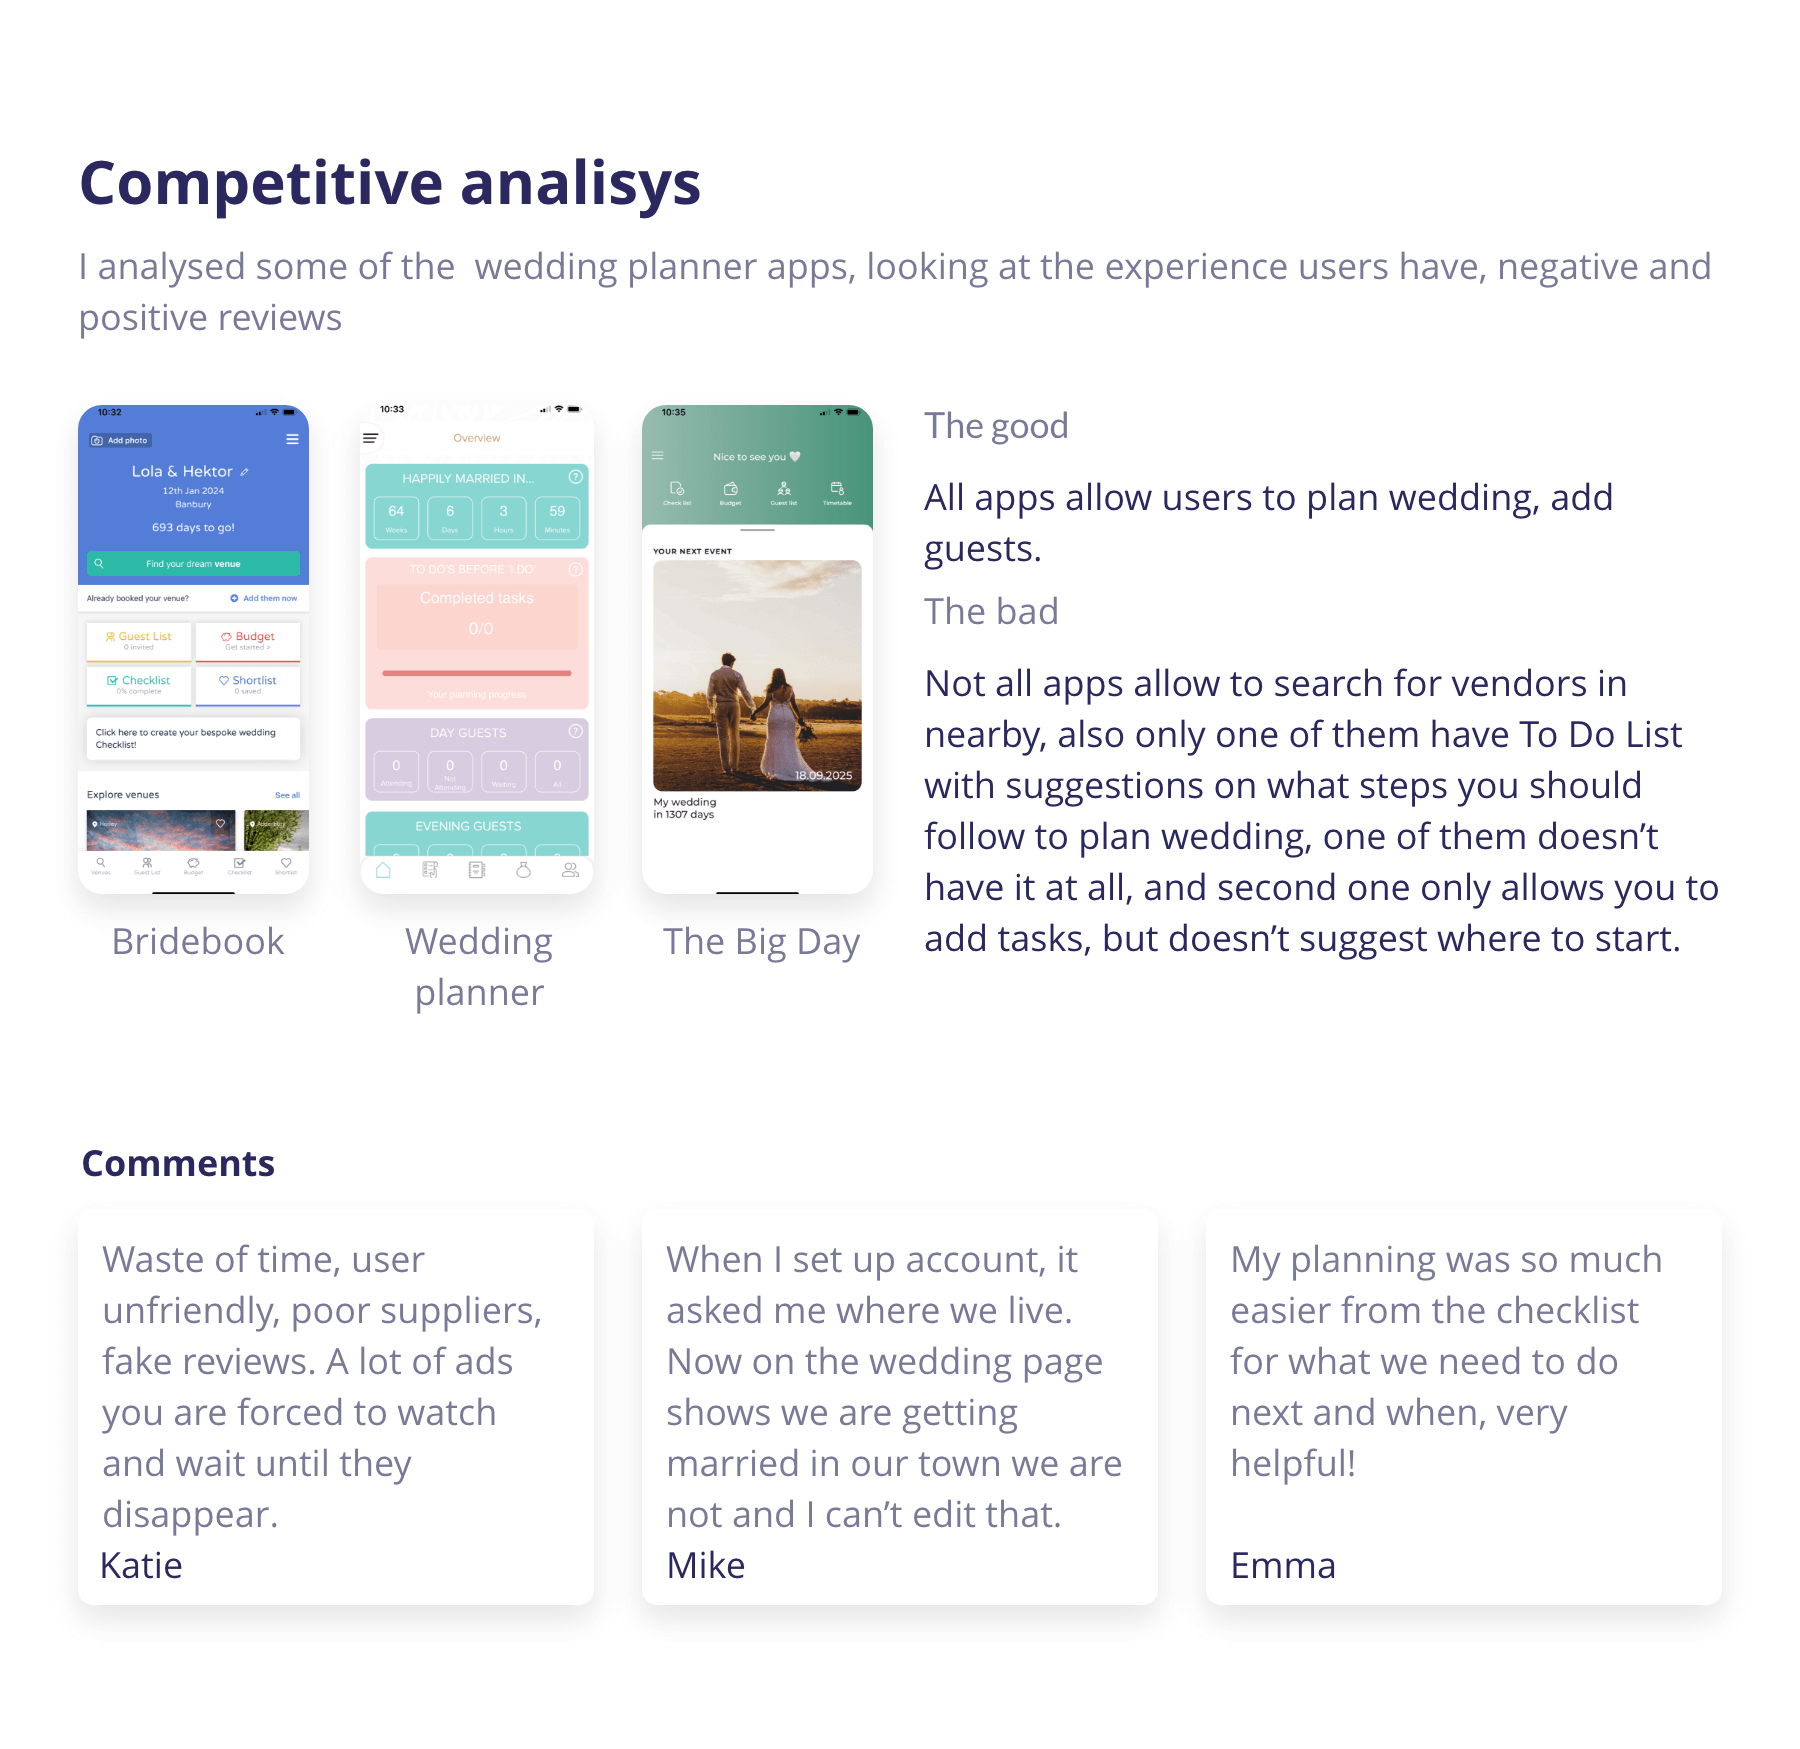 Competitive analisys
I analysed some of the  wedding planner apps, looking at the experience users have, negative and
positive reviews
10:32
Add photo
Lola & Hektor
12th Jan 2024
Banbury
693 days to go!
Find your dream venue
Already booked your venue?
Add them now
Guest List
0 invited
Budget
Get started >
Checklist
0% complete
Shortlist
0 saved
Click here to create your bespoke wedding
Checklist!
Explore venues
See all
Venues
Guest List
Budget
Checklist
Shortlist
Bridebook
10:33
Overview
HAPPILY MARRIED IN...
64 6 3 59
Weeks Days Hours Minutes
TO DO'S BEFORE 'I DO'
Completed tasks
0/0
Your planning progress
DAY GUESTS
0 0 0 0
Attending Not Attending Waiting All
EVENING GUESTS
Wedding
planner
10:35
Nice to see you
Check list Budget Guest list Timetable
YOUR NEXT EVENT
18.09.2025
My wedding
in 1307 days
The Big Day
The good
All apps allow users to plan wedding, add
guests.
The bad
Not all apps allow to search for vendors in
nearby, also only one of them have To Do List
with suggestions on what steps you should
follow to plan wedding, one of them doesn’t
have it at all, and second one only allows you to
add tasks, but doesn’t suggest where to start.
Comments
Waste of time, user
unfriendly, poor suppliers,
fake reviews. A lot of ads
you are forced to watch
and wait until they
disappear.
Katie
When I set up account, it
asked me where we live.
Now on the wedding page
shows we are getting
married in our town we are
not and I can’t edit that.
Mike
My planning was so much
easier from the checklist
for what we need to do
next and when, very
helpful!
Emma